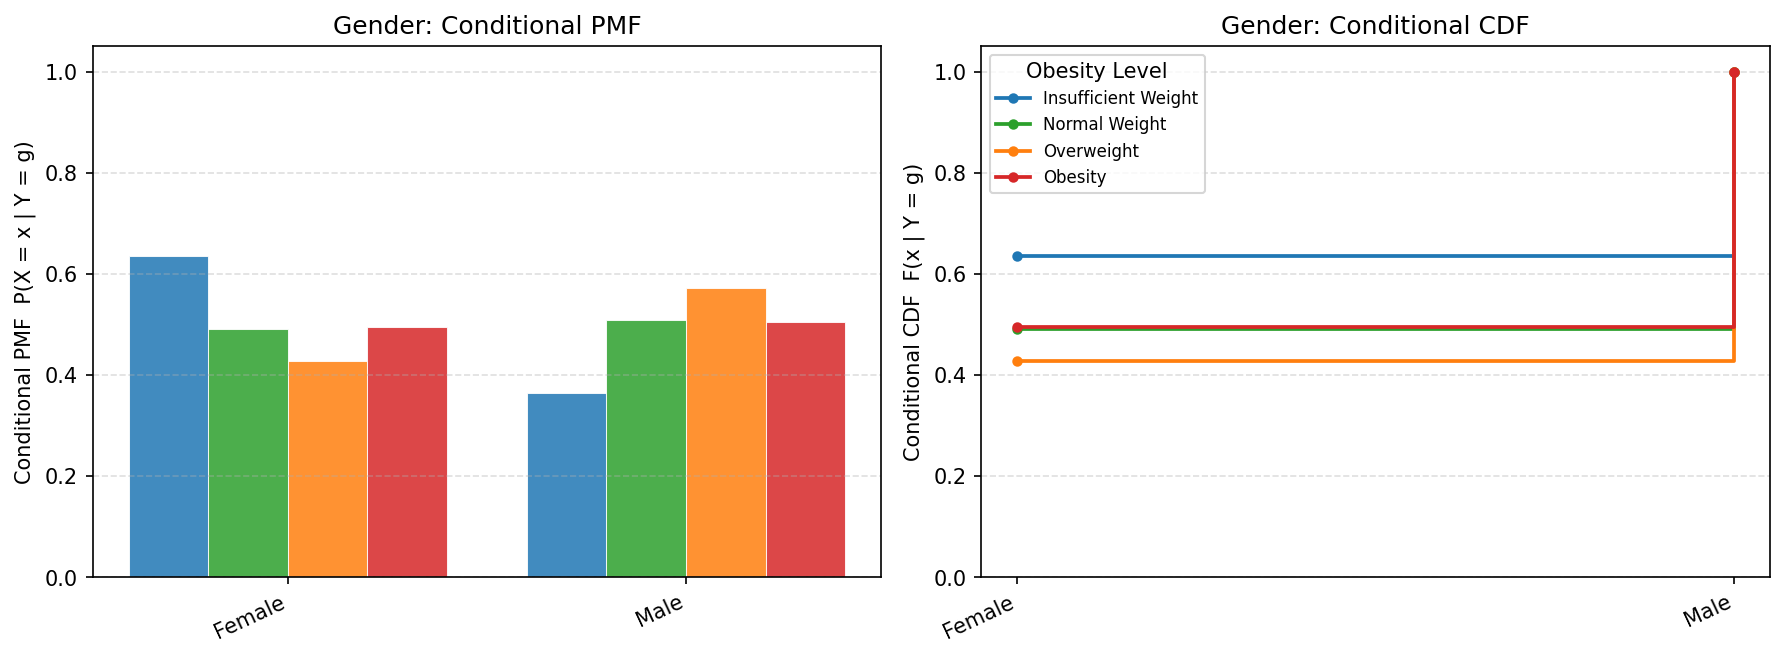 Gender: Conditional PMF
Conditional PMF  P(X = x | Y = g)
1.0
0.8
0.6
0.4
0.2
0.0
Female
Male
Gender: Conditional CDF
Conditional CDF  F(x | Y = g)
1.0
0.8
0.6
0.4
0.2
0.0
Obesity Level
Insufficient Weight
Normal Weight
Overweight
Obesity
Female
Male